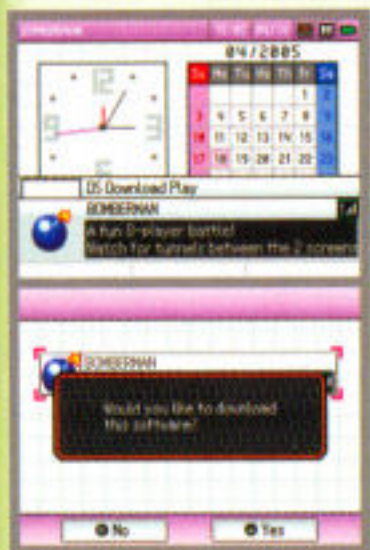 04/2005
Su Mo Tu We Th Fr Sa
1 2
3 4 5 6 7 8 9
10 11 12 13 14 15 16
17 18 19 20 21 22 23
DS Download Play
BOMBERMAN
A fun 8-player battle!
Watch for tunnels between the 2 screens
BOMBERMAN
Would you like to download
this software?
No Yes